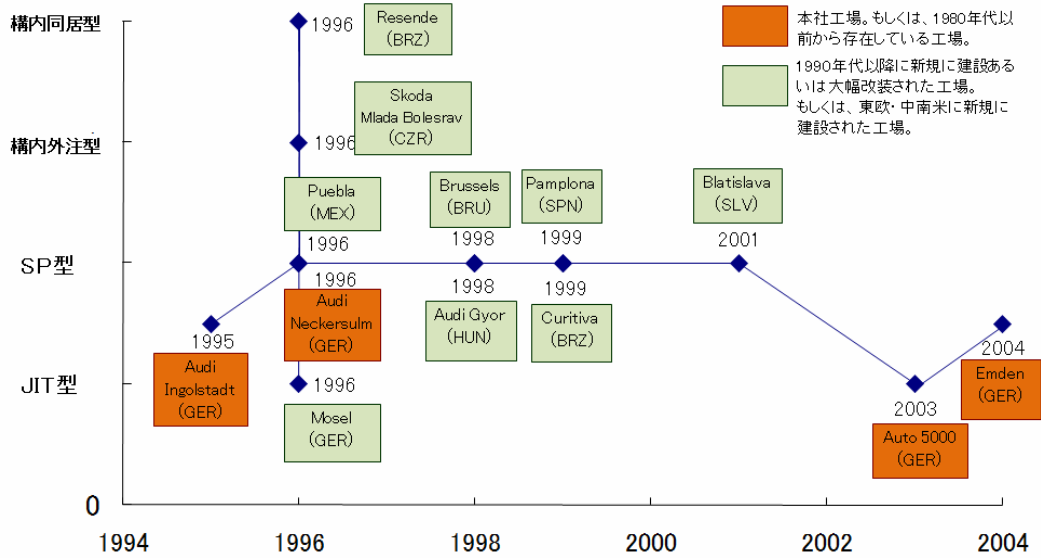 構内同居型
1996
Resende
(BRZ)
本社工場。もしくは、1980年代以
前から存在している工場。
1990年代以降に新規に建設ある
いは大幅改装された工場。
もしくは、東欧・中南米に新規に
建設された工場。
構内外注型
1996
Skoda
Mlada Bolesrav
(CZR)
Puebla
(MEX)
Brussels
(BRU)
Pamplona
(SPN)
Blatislava
(SLV)
1996
1998
1999
2001
SP型
1996
1998
1999
Audi
Neckersulm
(GER)
Audi Gyor
(HUN)
Curitiva
(BRZ)
1995
Audi
Ingolstadt
(GER)
2004
Emden
(GER)
JIT型
1996
Mosel
(GER)
2003
Auto 5000
(GER)
0
1994
1996
1998
2000
2002
2004